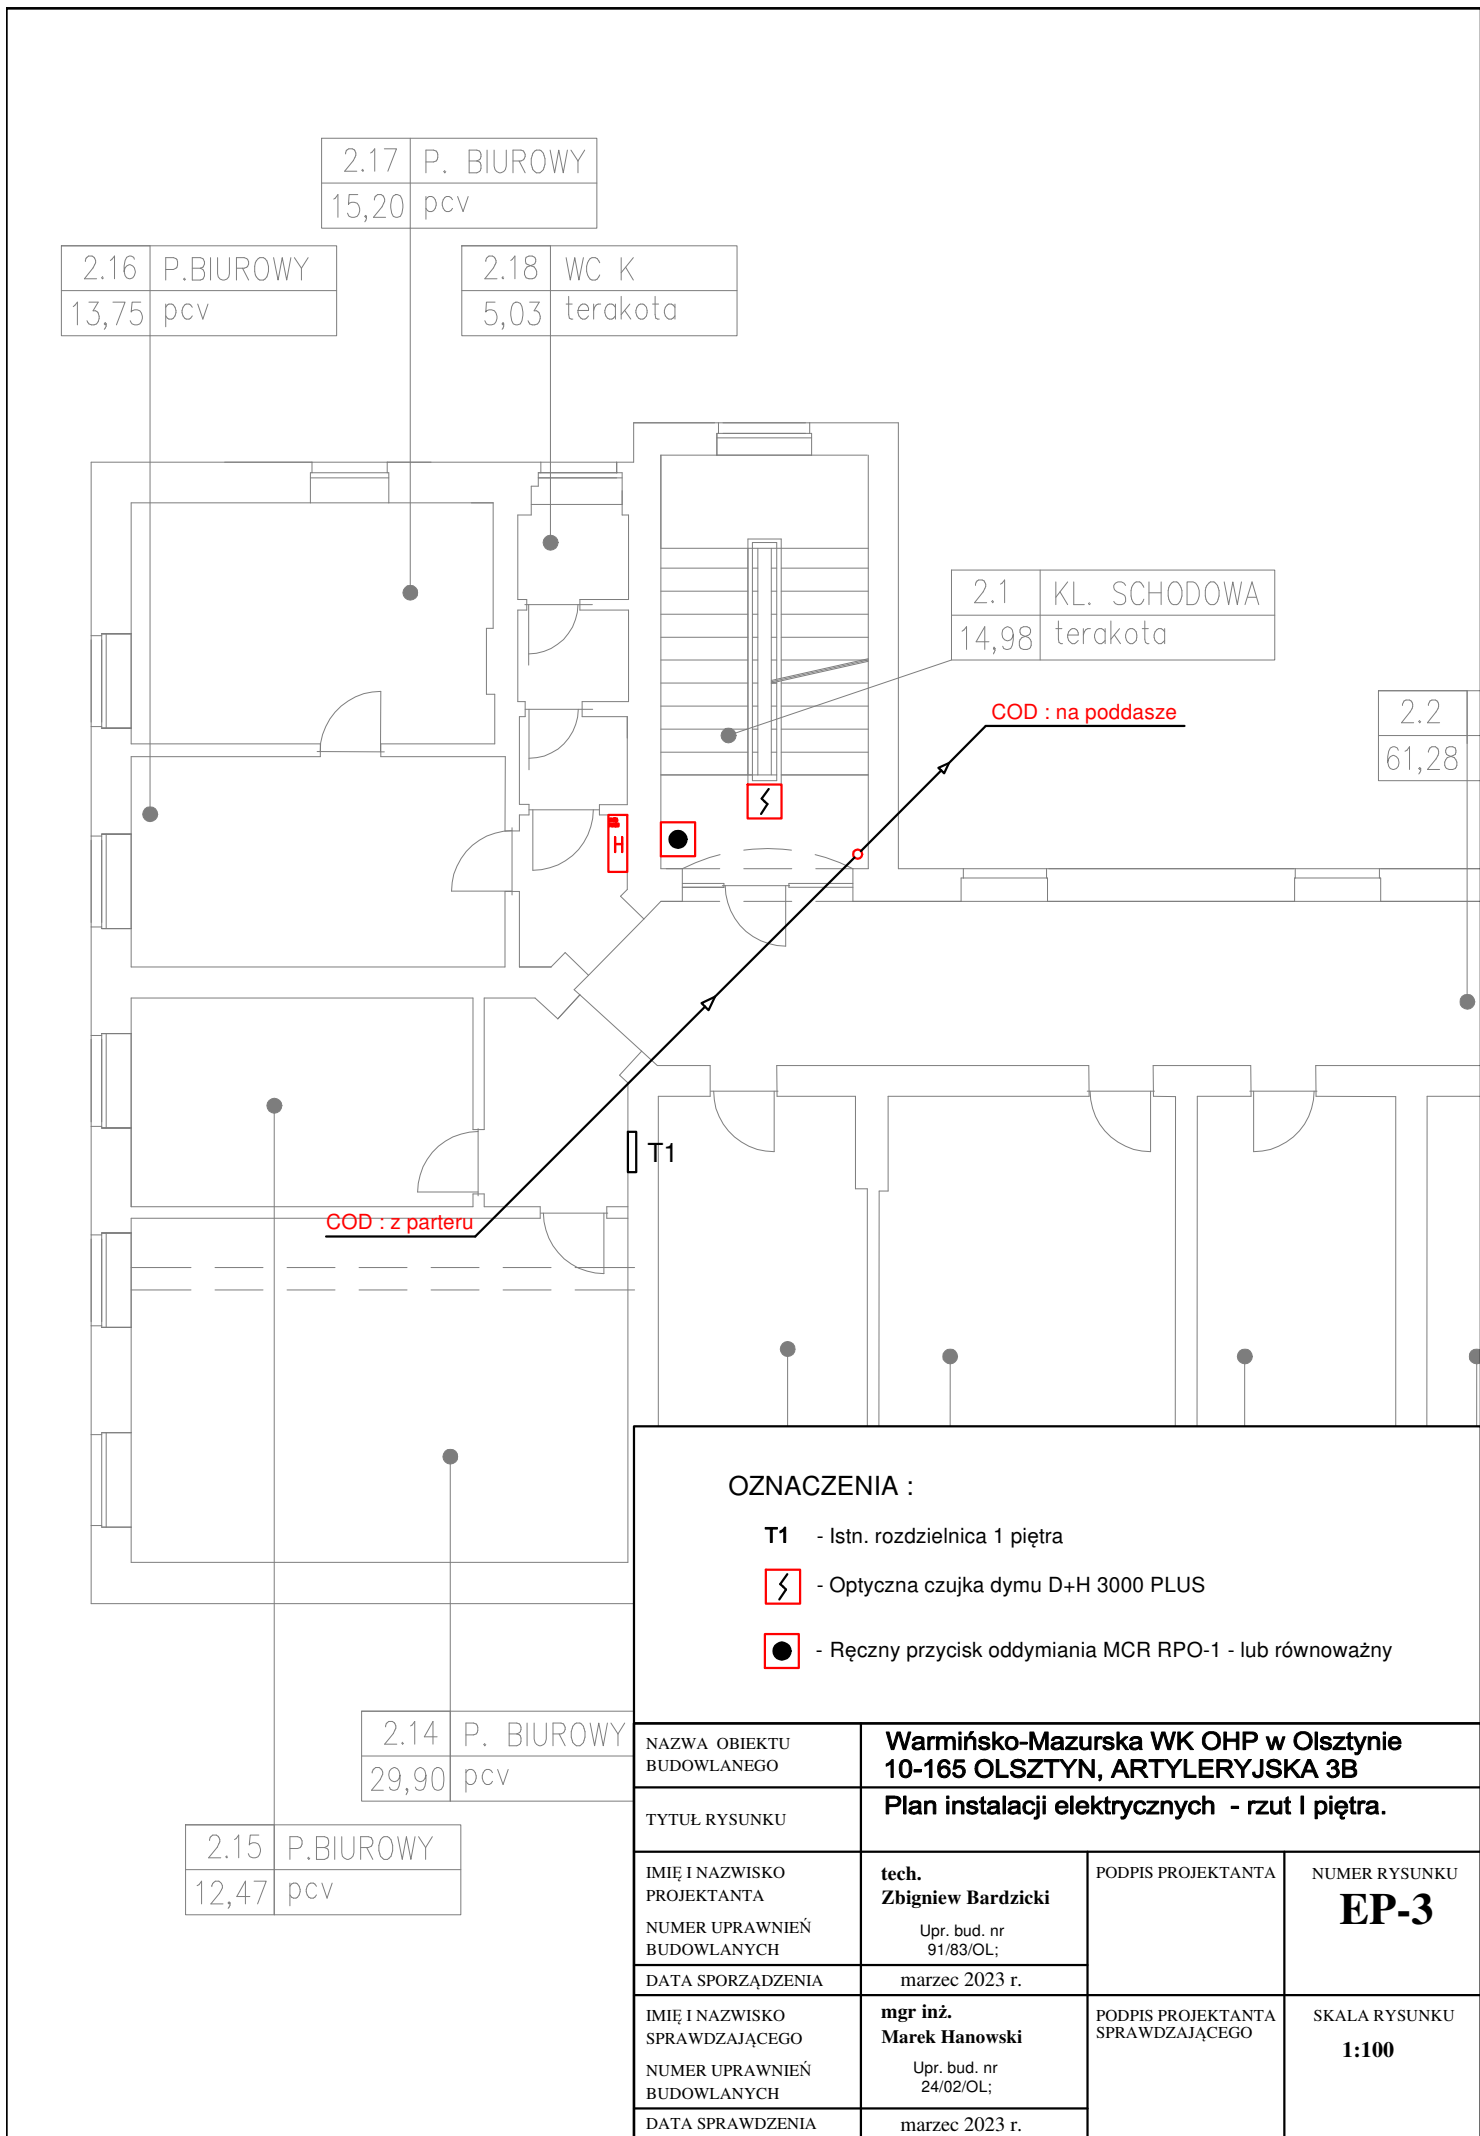 2.17 P. BIUROWY
15,20 pcv
2.16 P.BIUROWY
13,75 pcv
2.18 WC K
5,03 terakota
2.1 KL. SCHODOWA
14,98 terakota
COD : na poddasze
2.2
61,28
H
T1
COD : z parteru
OZNACZENIA :
T1 - Istn. rozdzielnica 1 piętra
- Optyczna czujka dymu D+H 3000 PLUS
- Ręczny przycisk oddymiania MCR RPO-1 - lub równoważny
2.14 P. BIUROWY
29,90 pcv
2.15 P.BIUROWY
12,47 pcv
NAZWA OBIEKTU
BUDOWLANEGO
Warmińsko-Mazurska WK OHP w Olsztynie
10-165 OLSZTYN, ARTYLERYJSKA 3B
TYTUŁ RYSUNKU
Plan instalacji elektrycznych - rzut I piętra.
IMIĘ I NAZWISKO
PROJEKTANTA
NUMER UPRAWNIEŃ
BUDOWLANYCH
tech.
Zbigniew Bardzicki
Upr. bud. nr
91/83/OL;
PODPIS PROJEKTANTA
NUMER RYSUNKU
EP-3
DATA SPORZĄDZENIA
marzec 2023 r.
IMIĘ I NAZWISKO
SPRAWDZAJĄCEGO
NUMER UPRAWNIEŃ
BUDOWLANYCH
mgr inż.
Marek Hanowski
Upr. bud. nr
24/02/OL;
PODPIS PROJEKTANTA
SPRAWDZAJĄCEGO
SKALA RYSUNKU
1:100
DATA SPRAWDZENIA
marzec 2023 r.